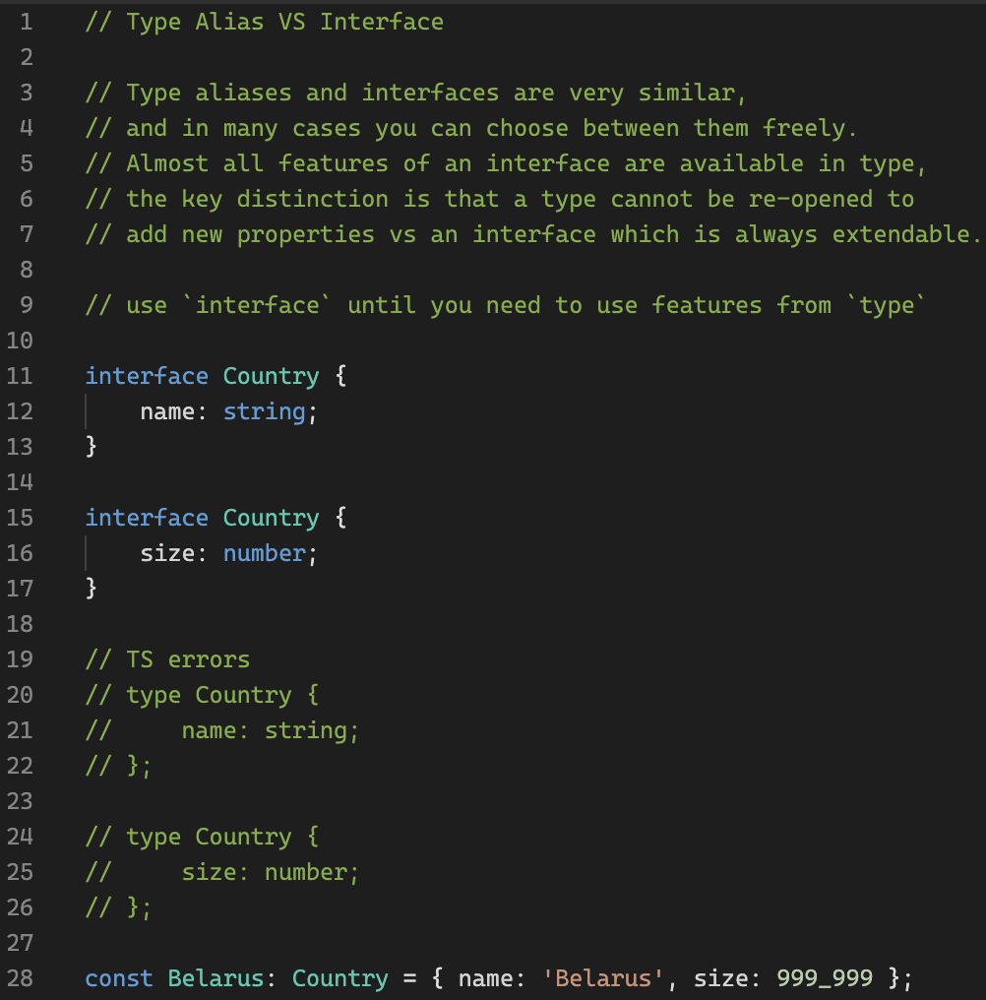 1 // Type Alias VS Interface
2
3 // Type aliases and interfaces are very similar,
4 // and in many cases you can choose between them freely.
5 // Almost all features of an interface are available in type,
6 // the key distinction is that a type cannot be re-opened to
7 // add new properties vs an interface which is always extendable.
8
9 // use `interface` until you need to use features from `type`
10
11 interface Country {
12     name: string;
13 }
14
15 interface Country {
16     size: number;
17 }
18
19 // TS errors
20 // type Country {
21 //     name: string;
22 // };
23
24 // type Country {
25 //     size: number;
26 // };
27
28 const Belarus: Country = { name: 'Belarus', size: 999_999 };